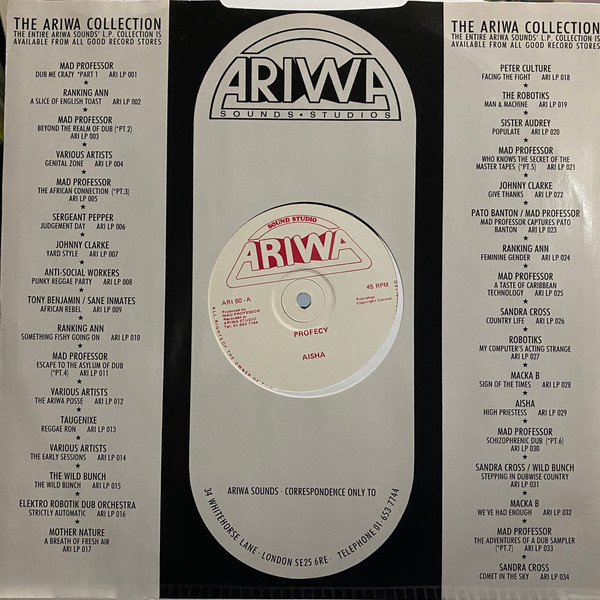 THE ARIWA COLLECTION
THE ENTIRE ARIWA SOUNDS' L.P. COLLECTION IS
AVAILABLE FROM ALL GOOD RECORD STORES
MAD PROFESSOR
DUB ME CRAZY *PART 1 ARI LP 001
★
RANKING ANN
A SLICE OF ENGLISH TOAST ARI LP 002
★
MAD PROFESSOR
BEYOND THE REALM OF DUB (*PT.2)
ARI LP 003
★
VARIOUS ARTISTS
GENITAL ZONE ARI LP 004
★
MAD PROFESSOR
THE AFRICAN CONNECTION (*PT.3)
ARI LP 005
★
SERGEANT PEPPER
JUDGEMENT DAY ARI LP 006
★
JOHNNY CLARKE
YARD STYLE ARI LP 007
★
ANTI-SOCIAL WORKERS
PUNKY REGGAE PARTY ARI LP 008
★
TONY BENJAMIN / SANE INMATES
AFRICAN REBEL ARI LP 009
★
RANKING ANN
SOMETHING FISHY GOING ON ARI LP 010
★
MAD PROFESSOR
ESCAPE TO THE ASYLUM OF DUB
(*PT.4) ARI LP 011
★
VARIOUS ARTISTS
THE ARIWA POSSE ARI LP 012
★
TAUGENIXE
REGGAE RON ARI LP 013
★
VARIOUS ARTISTS
THE EARLY SESSIONS ARI LP 014
★
THE WILD BUNCH
THE WILD BUNCH ARI LP 015
★
ELEKTRO ROBOTIK DUB ORCHESTRA
STRICTLY AUTOMATIC ARI LP 016
★
MOTHER NATURE
A BREATH OF FRESH AIR
ARI LP 017
ARIWA
SOUNDS • STUDIOS
SOUND STUDIO
ARIWA
ARI 60 - A
Produced by
MAD PROFESSOR
Recorded at
ARIWA STUDIO
Tel: 01 653 7744
45 RPM
Published
Copyright Control
PROFECY
AISHA
ARIWA SOUNDS · CORRESPONDENCE ONLY TO
34 WHITEHORSE LANE · LONDON SE25 6RE · TELEPHONE 01 653 7744
THE ARIWA COLLECTION
THE ENTIRE ARIWA SOUNDS' L.P. COLLECTION IS
AVAILABLE FROM ALL GOOD RECORD STORES
PETER CULTURE
FACING THE FIGHT ARI LP 018
★
THE ROBOTIKS
MAN & MACHINE ARI LP 019
★
SISTER AUDREY
POPULATE ARI LP 020
★
MAD PROFESSOR
WHO KNOWS THE SECRET OF THE
MASTER TAPES (*PT.5) ARI LP 021
★
JOHNNY CLARKE
GIVE THANKS ARI LP 022
★
PATO BANTON / MAD PROFESSOR
MAD PROFESSOR CAPTURES PATO
BANTON ARI LP 023
★
RANKING ANN
FEMININE GENDER ARI LP 024
★
MAD PROFESSOR
A TASTE OF CARIBBEAN
TECHNOLOGY ARI LP 025
★
SANDRA CROSS
COUNTRY LIFE ARI LP 026
★
ROBOTIKS
MY COMPUTER'S ACTING STRANGE
ARI LP 027
★
MACKA B
SIGN OF THE TIMES ARI LP 028
★
AISHA
HIGH PRIESTESS ARI LP 029
★
MAD PROFESSOR
SCHIZOPHRENIC DUB (*PT.6)
ARI LP 030
★
SANDRA CROSS / WILD BUNCH
STEPPING IN DUBWISE COUNTRY
ARI LP 031
★
MACKA B
WE'VE HAD ENOUGH ARI LP 032
★
MAD PROFESSOR
THE ADVENTURES OF A DUB SAMPLER
(*PT.7) ARI LP 033
★
SANDRA CROSS
COMET IN THE SKY ARI LP 034